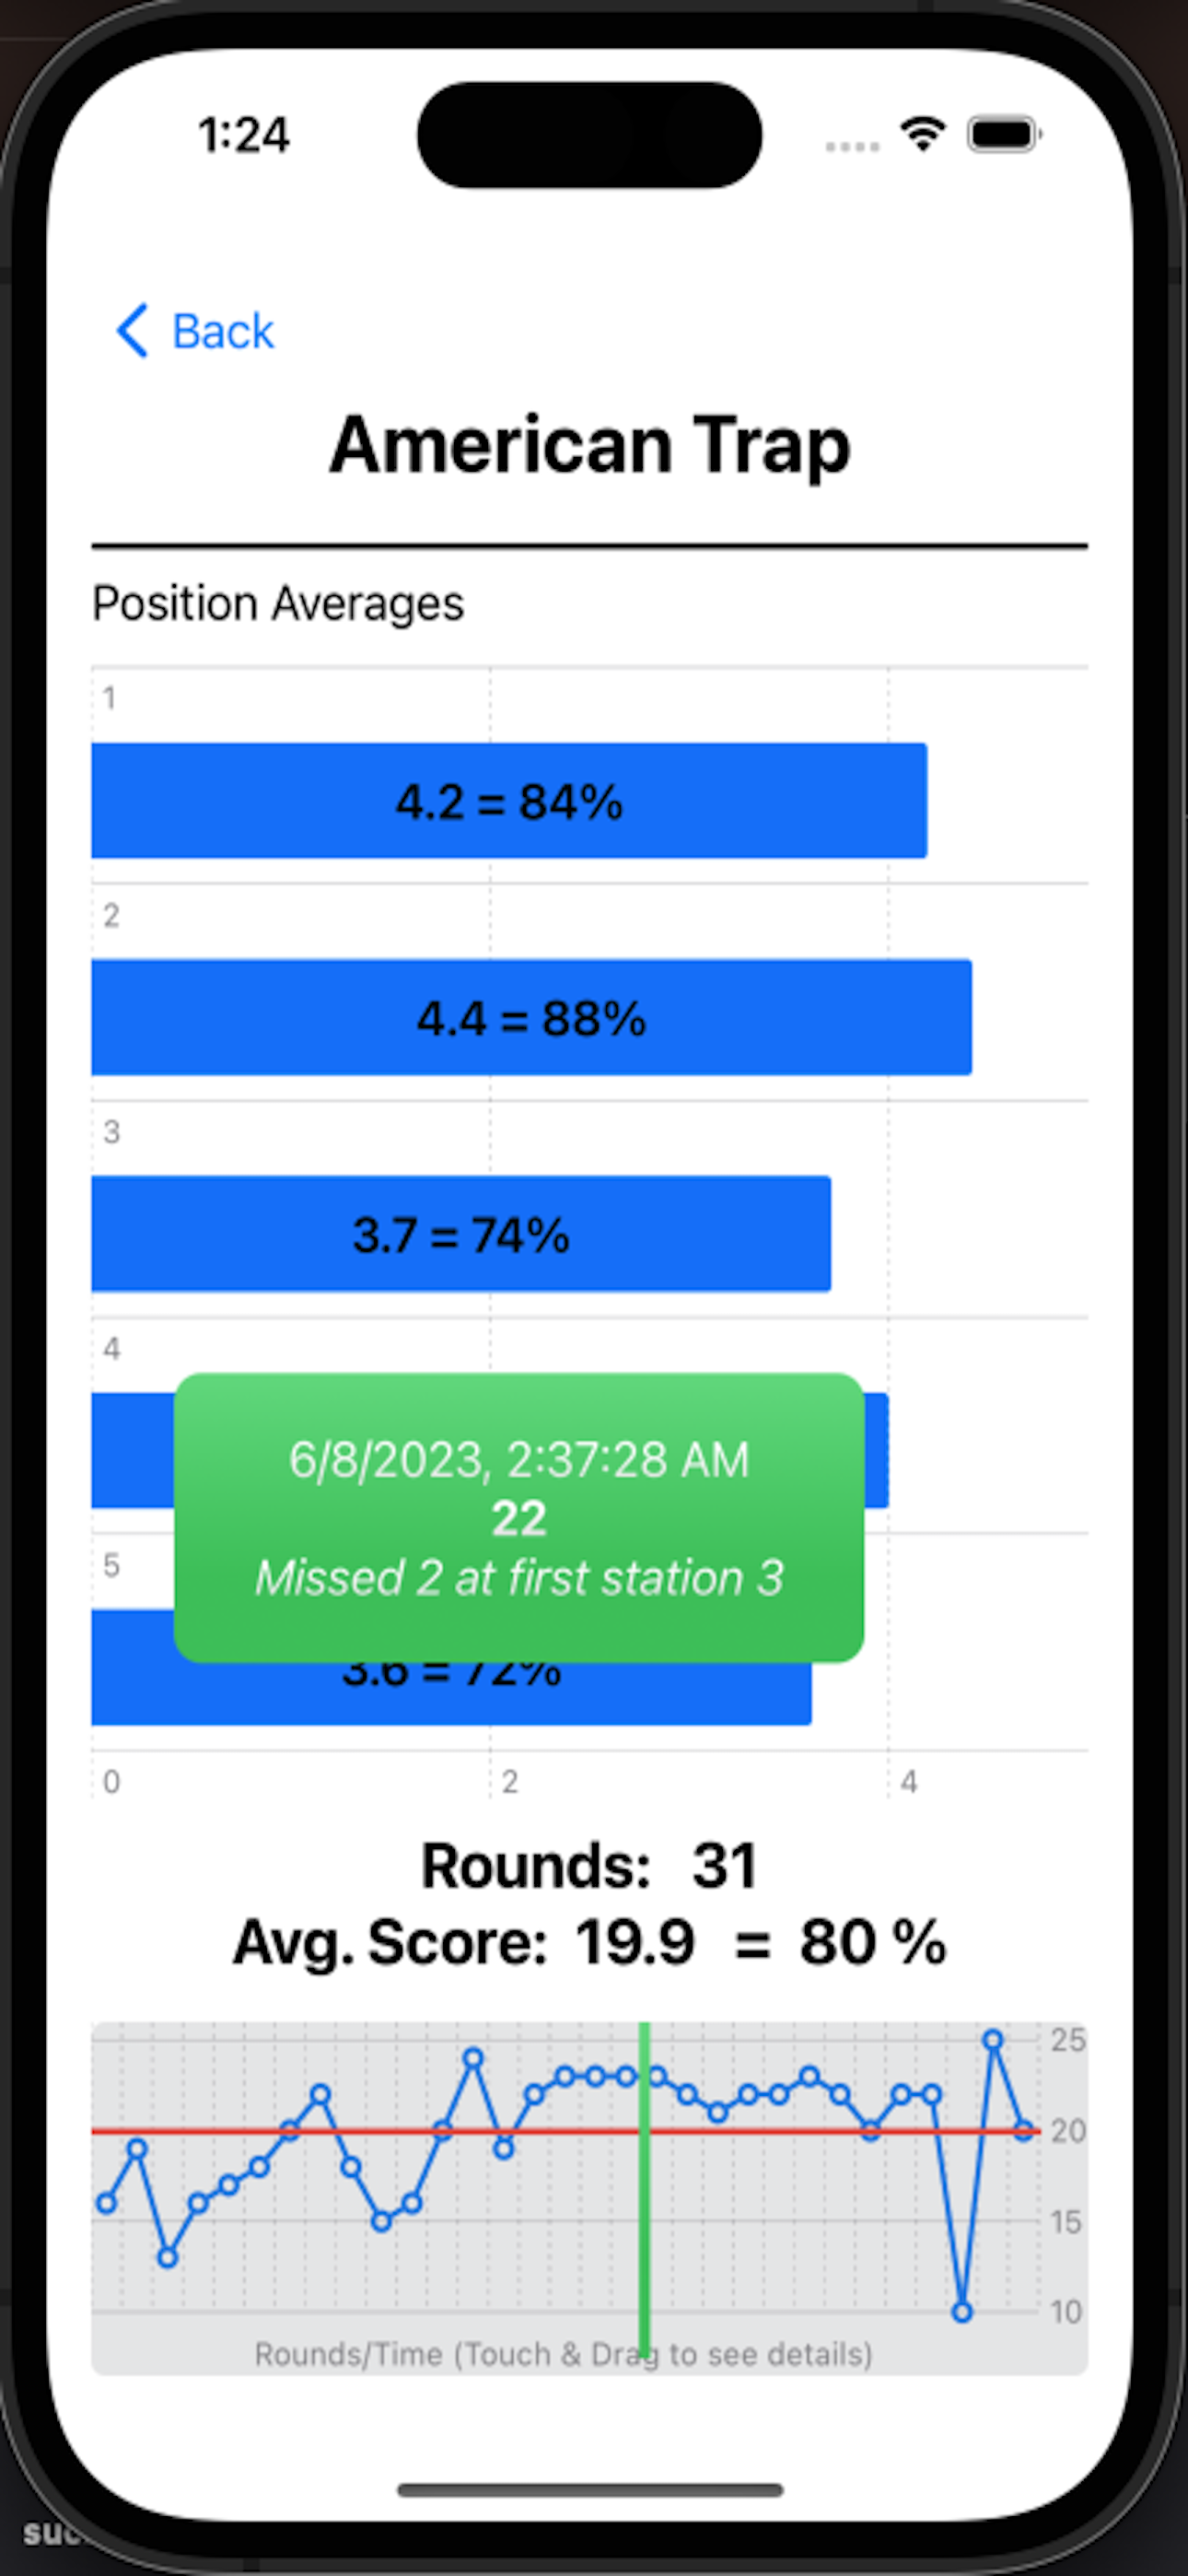 1:24
Back
American Trap
Position Averages
1
4.2 = 84%
2
4.4 = 88%
3
3.7 = 74%
4
6/8/2023, 2:37:28 AM
22
Missed 2 at first station 3
5
3.6 = 72%
0 2 4
Rounds: 31
Avg. Score: 19.9 = 80 %
25
20
15
10
Rounds/Time (Touch & Drag to see details)